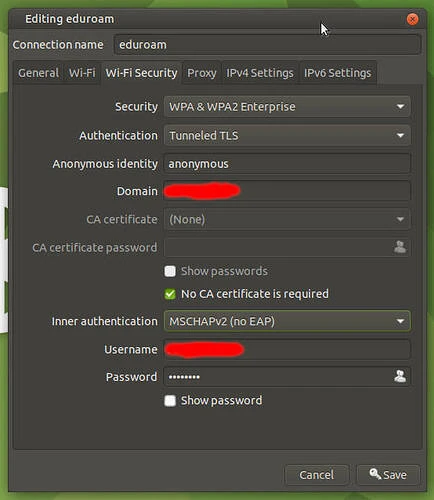 Editing eduroam
Connection name eduroam
General Wi-Fi Wi-Fi Security Proxy IPv4 Settings IPv6 Settings
Security WPA & WPA2 Enterprise
Authentication Tunneled TLS
Anonymous identity anonymous
Domain
CA certificate (None)
CA certificate password
Show passwords
No CA certificate is required
Inner authentication MSCHAPv2 (no EAP)
Username
Password ••••••••
Show password
Cancel Save